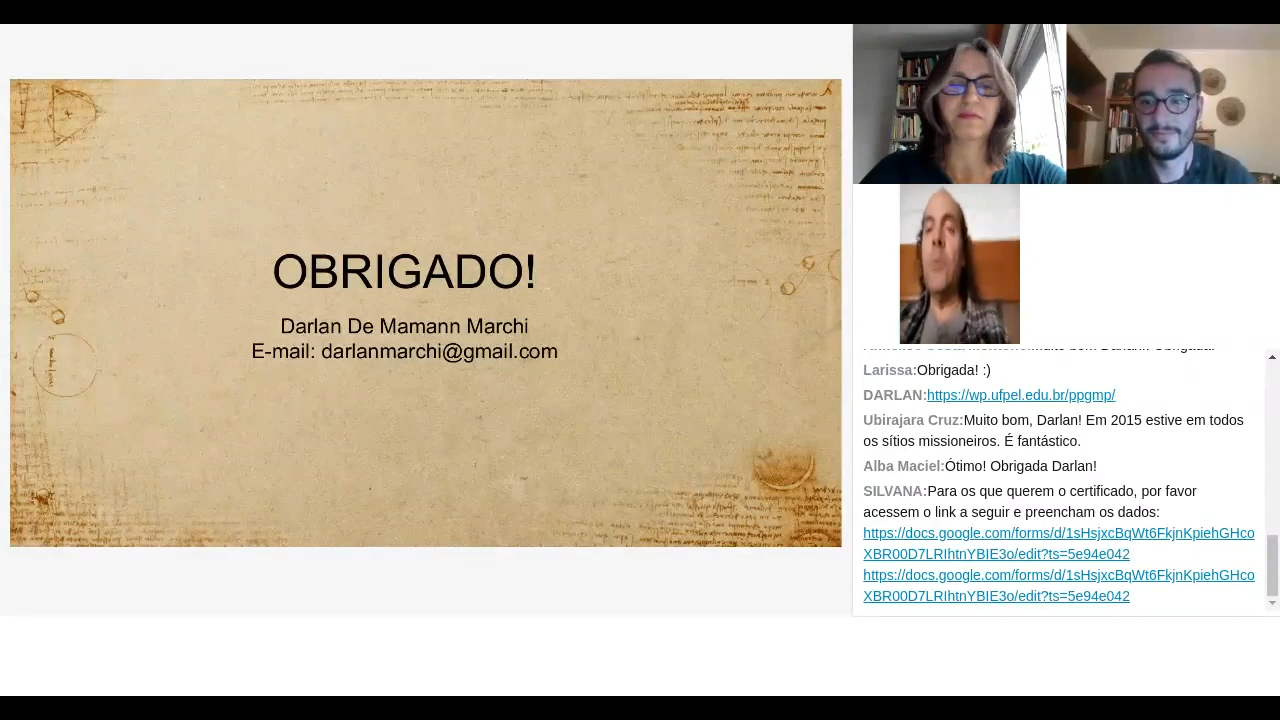 OBRIGADO!
Darlan De Mamann Marchi
E-mail: darlanmarchi@gmail.com
Larissa:Obrigada! :)
DARLAN:https://wp.ufpel.edu.br/ppgmp/
Ubirajara Cruz:Muito bom, Darlan! Em 2015 estive em todos
os sítios missioneiros. É fantástico.
Alba Maciel:Ótimo! Obrigada Darlan!
SILVANA:Para os que querem o certificado, por favor
acessem o link a seguir e preencham os dados:
https://docs.google.com/forms/d/1sHsjxcBqWt6FkjnKpiehGHco
XBR00D7LRIhtnYBIE3o/edit?ts=5e94e042
https://docs.google.com/forms/d/1sHsjxcBqWt6FkjnKpiehGHco
XBR00D7LRIhtnYBIE3o/edit?ts=5e94e042